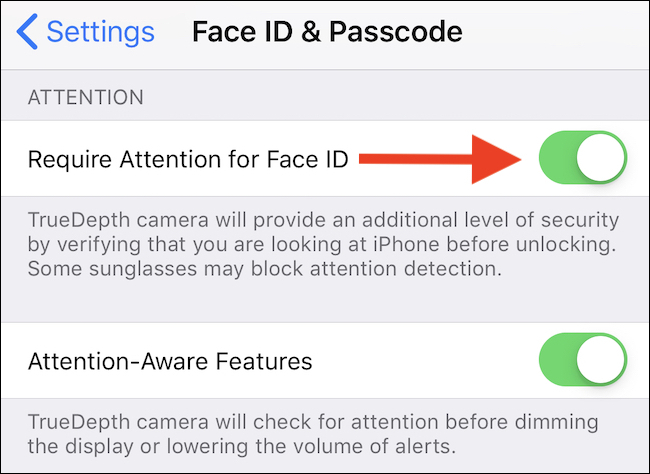 Settings
Face ID & Passcode
ATTENTION
Require Attention for Face ID
TrueDepth camera will provide an additional level of security
by verifying that you are looking at iPhone before unlocking.
Some sunglasses may block attention detection.
Attention-Aware Features
TrueDepth camera will check for attention before dimming
the display or lowering the volume of alerts.